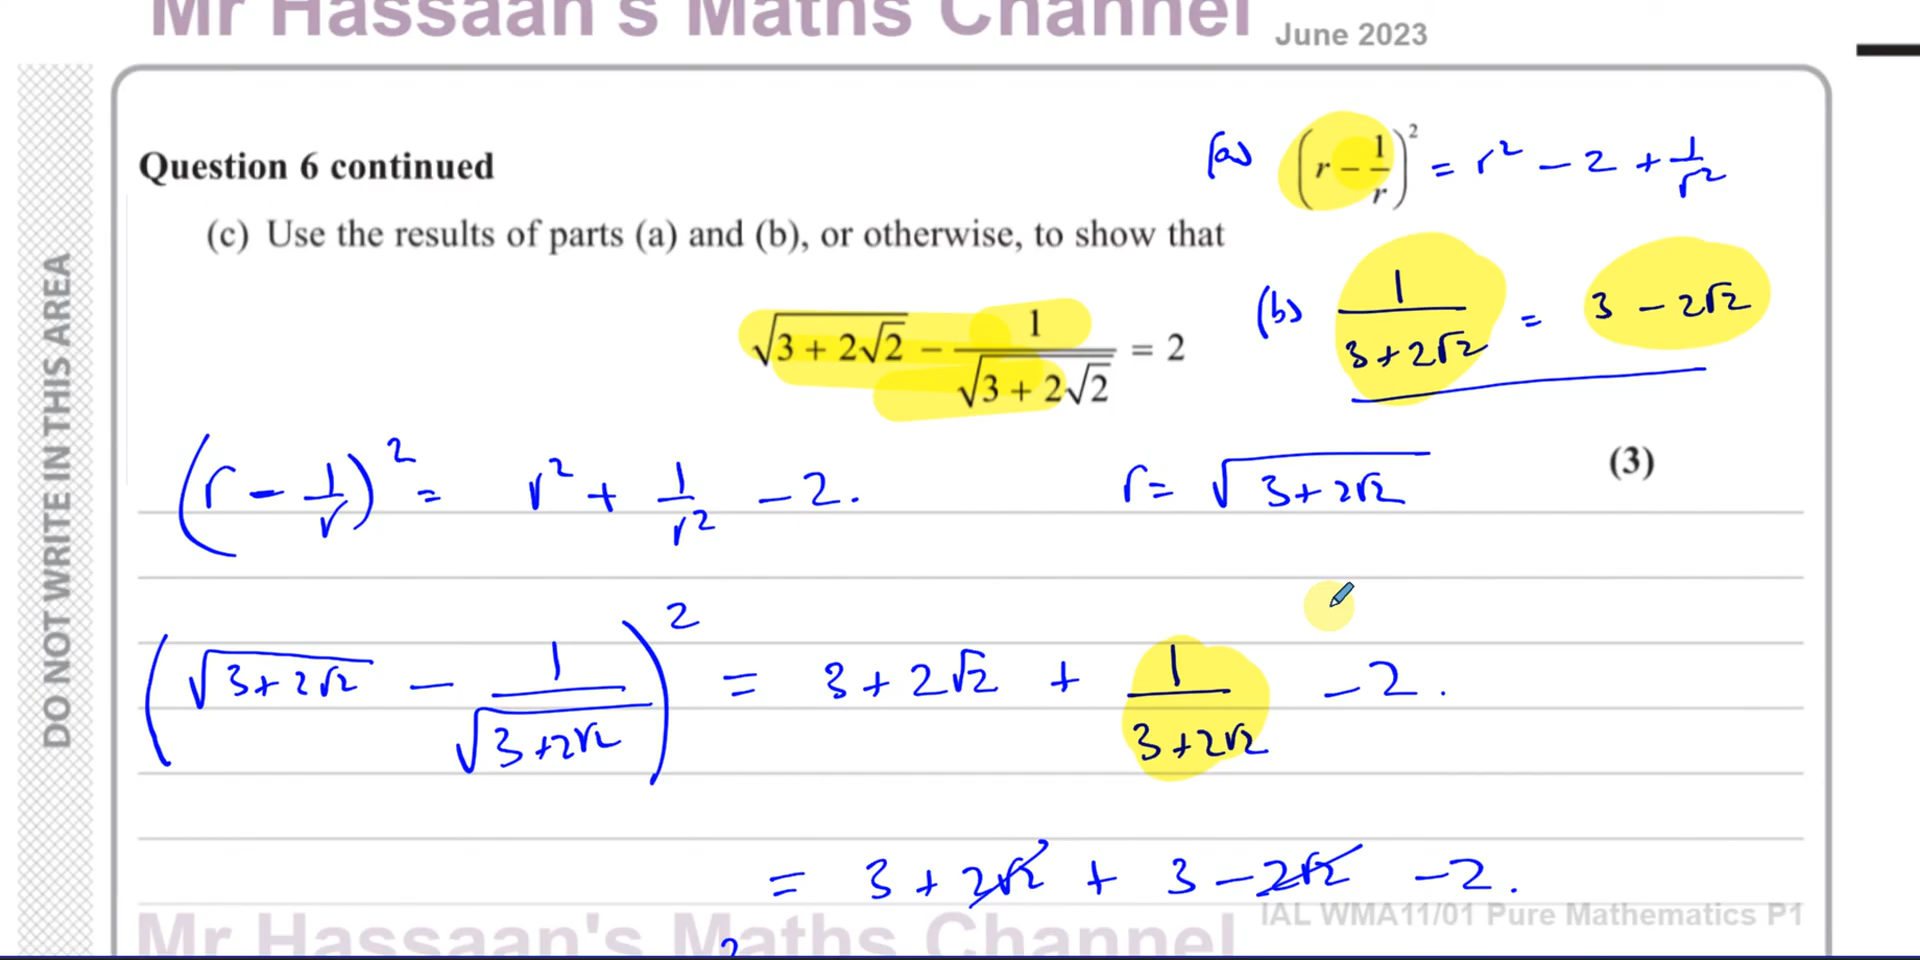 Mr Hassaan's Maths Channel
June 2023
DO NOT WRITE IN THIS AREA
Question 6 continued
(a) (r - 1/r)² = r² - 2 + 1/r²
(c) Use the results of parts (a) and (b), or otherwise, to show that
√(3 + 2√2) - 1/√(3 + 2√2) = 2
(b) 1/(3+2√2) = 3 - 2√2
(3)
(r - 1/r)² = r² + 1/r² - 2.
r = √(3+2√2)
(√(3+2√2) - 1/√(3+2√2))² = 3+2√2 + 1/(3+2√2) - 2.
= 3 + 2√2 + 3 - 2√2 - 2.
IAL WMA11/01 Pure Mathematics P1
Mr Hassaan's Maths Channel